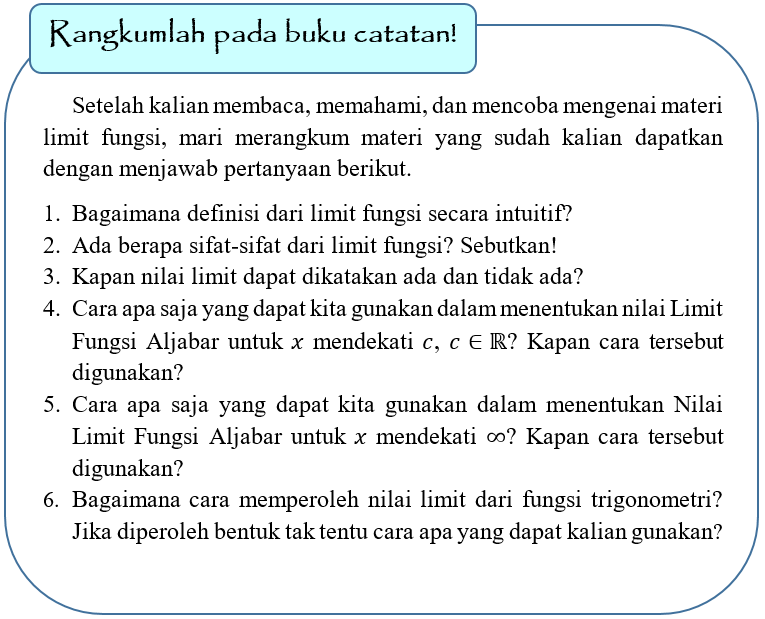 Rangkumlah pada buku catatan!
Setelah kalian membaca, memahami, dan mencoba mengenai materi
limit fungsi, mari merangkum materi yang sudah kalian dapatkan
dengan menjawab pertanyaan berikut.
1. Bagaimana definisi dari limit fungsi secara intuitif?
2. Ada berapa sifat-sifat dari limit fungsi? Sebutkan!
3. Kapan nilai limit dapat dikatakan ada dan tidak ada?
4. Cara apa saja yang dapat kita gunakan dalam menentukan nilai Limit
Fungsi Aljabar untuk x mendekati c, c ∈ ℝ? Kapan cara tersebut
digunakan?
5. Cara apa saja yang dapat kita gunakan dalam menentukan Nilai
Limit Fungsi Aljabar untuk x mendekati ∞? Kapan cara tersebut
digunakan?
6. Bagaimana cara memperoleh nilai limit dari fungsi trigonometri?
Jika diperoleh bentuk tak tentu cara apa yang dapat kalian gunakan?